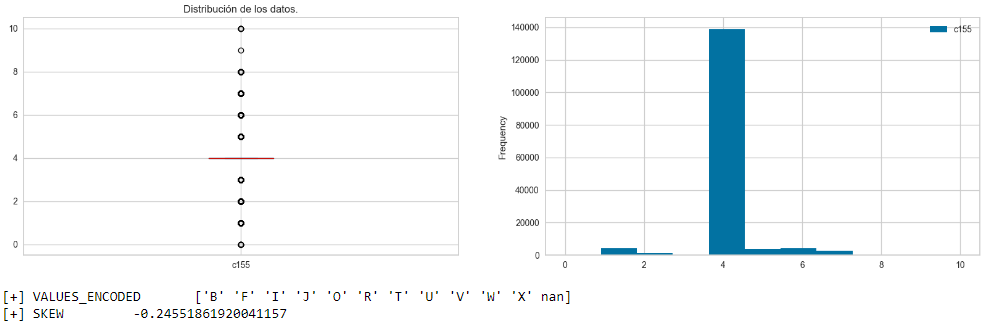 Distribución de los datos.
10
8
6
4
2
0
c155
140000
120000
100000
80000
60000
40000
20000
0
Frequency
c155
0 2 4 6 8 10
[+] VALUES_ENCODED ['B' 'F' 'I' 'J' 'O' 'R' 'T' 'U' 'V' 'W' 'X' nan]
[+] SKEW -0.24551861920041157